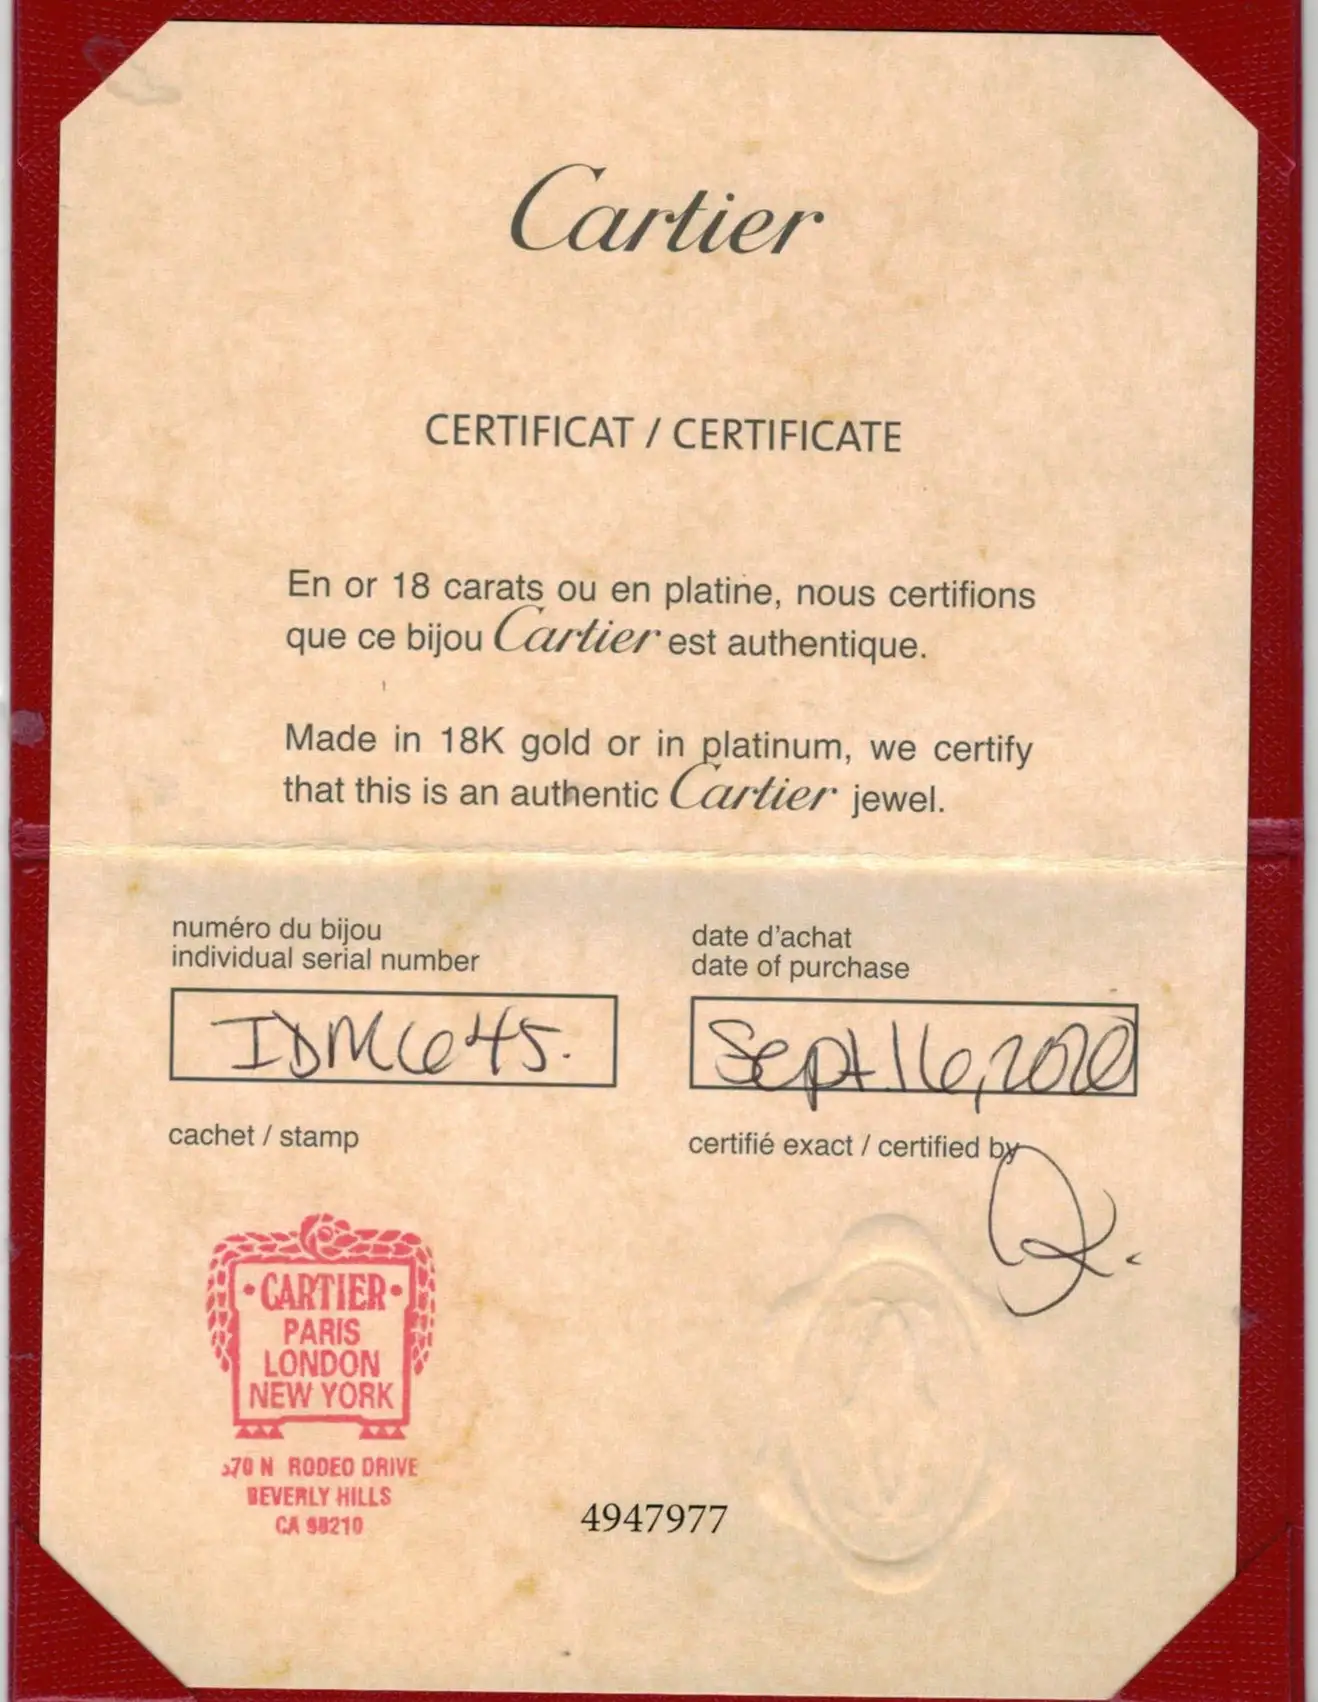 Cartier
CERTIFICAT / CERTIFICATE
En or 18 carats ou en platine, nous certifions
que ce bijou Cartier est authentique.
Made in 18K gold or in platinum, we certify
that this is an authentic Cartier jewel.
numéro du bijou
individual serial number
IDM645.
date d'achat
date of purchase
Sept.16,2020
cachet / stamp
certifié exact / certified by
·CARTIER·
PARIS
LONDON
NEW YORK
370 N RODEO DRIVE
BEVERLY HILLS
CA 90210
4947977